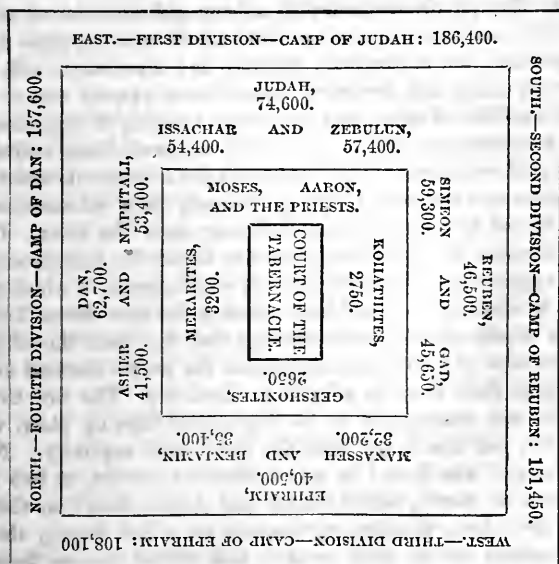 EAST.—FIRST DIVISION—CAMP OF JUDAH: 186,400.
JUDAH,
74,600.
ISSACHAR AND ZEBULUN,
54,400. 57,400.
MOSES, AARON,
AND THE PRIESTS.
COURT OF THE
TABERNACLE.
KOHATHITES,
2750.
GERSHONITES,
2650.
MERARITES,
3200.
SOUTH.—SECOND DIVISION—CAMP OF REUBEN: 151,450.
REUBEN,
46,500.
SIMEON AND GAD,
59,300. 45,650.
WEST.—THIRD DIVISION—CAMP OF EPHRAIM: 108,100
EPHRAIM,
40,500.
MANASSEH AND BENJAMIN,
32,200. 35,400.
NORTH.—FOURTH DIVISION—CAMP OF DAN: 157,600.
DAN,
62,700.
ASHER AND NAPHTALI,
41,500. 53,400.